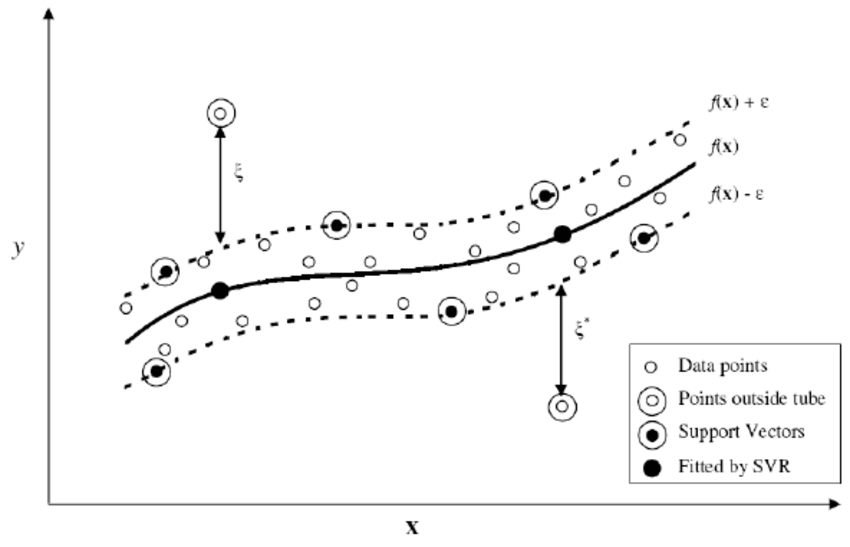 f(x) + ε
f(x)
ξ
f(x) - ε
y
ξ*
Data points
Points outside tube
Support Vectors
Fitted by SVR
x